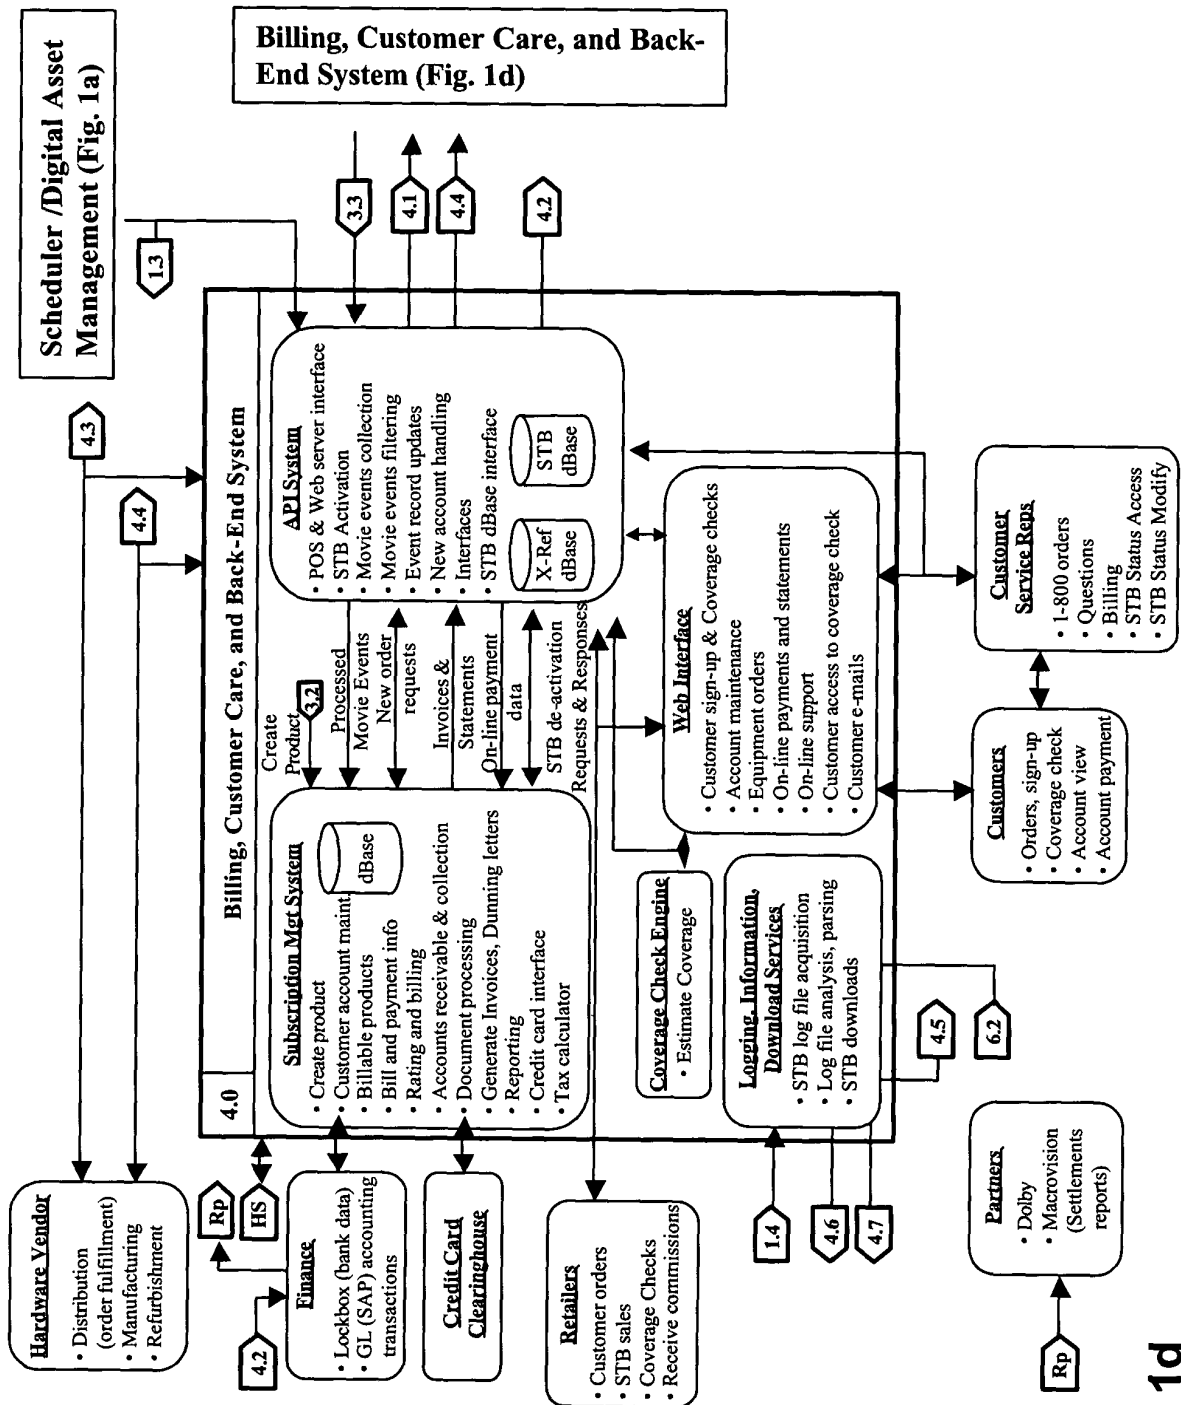 Scheduler /Digital Asset
Management (Fig. 1a)
Billing, Customer Care, and Back-
End System (Fig. 1d)
4.3
4.4
1.3
3.3
4.1
4.4
4.2
4.0
Billing, Customer Care, and Back-End System
Hardware Vendor
• Distribution
(order fulfillment)
• Manufacturing
• Refurbishment
Rp
HS
4.2
Finance
• Lockbox (bank data)
• GL (SAP) accounting
transactions
Credit Card
Clearinghouse
Retailers
• Customer orders
• STB sales
• Coverage Checks
• Receive commissions
Subscription Mgt System
• Create product
• Customer account maint.
• Billable products
• Bill and payment info
• Rating and billing
• Accounts receivable & collection
• Document processing
• Generate Invoices, Dunning letters
• Reporting
• Credit card interface
• Tax calculator
dBase
Create
Product
3.2
Processed
Movie Events
New order
requests
Invoices &
Statements
On-line payment
data
STB de-activation
Requests & Responses
API System
• POS & Web server interface
• STB Activation
• Movie events collection
• Movie events filtering
• Event record updates
• New account handling
• Interfaces
• STB dBase interface
X-Ref
dBase
STB
dBase
Coverage Check Engine
• Estimate Coverage
Web Interface
• Customer sign-up & Coverage checks
• Account maintenance
• Equipment orders
• On-line payments and statements
• On-line support
• Customer access to coverage check
• Customer e-mails
Logging, Information,
Download Services
• STB log file acquisition
• Log file analysis, parsing
• STB downloads
1.4
4.6
4.7
4.5
6.2
Customers
• Orders, sign-up
• Coverage check
• Account view
• Account payment
Customer
Service Reps
• 1-800 orders
• Questions
• Billing
• STB Status Access
• STB Status Modify
Partners
• Dolby
• Macrovision
(Settlements
reports)
Rp
1d